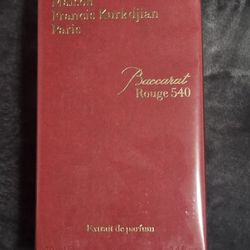 Maison
Francis Kurkdjian
Paris
Baccarat
Rouge 540
Extrait de parfum